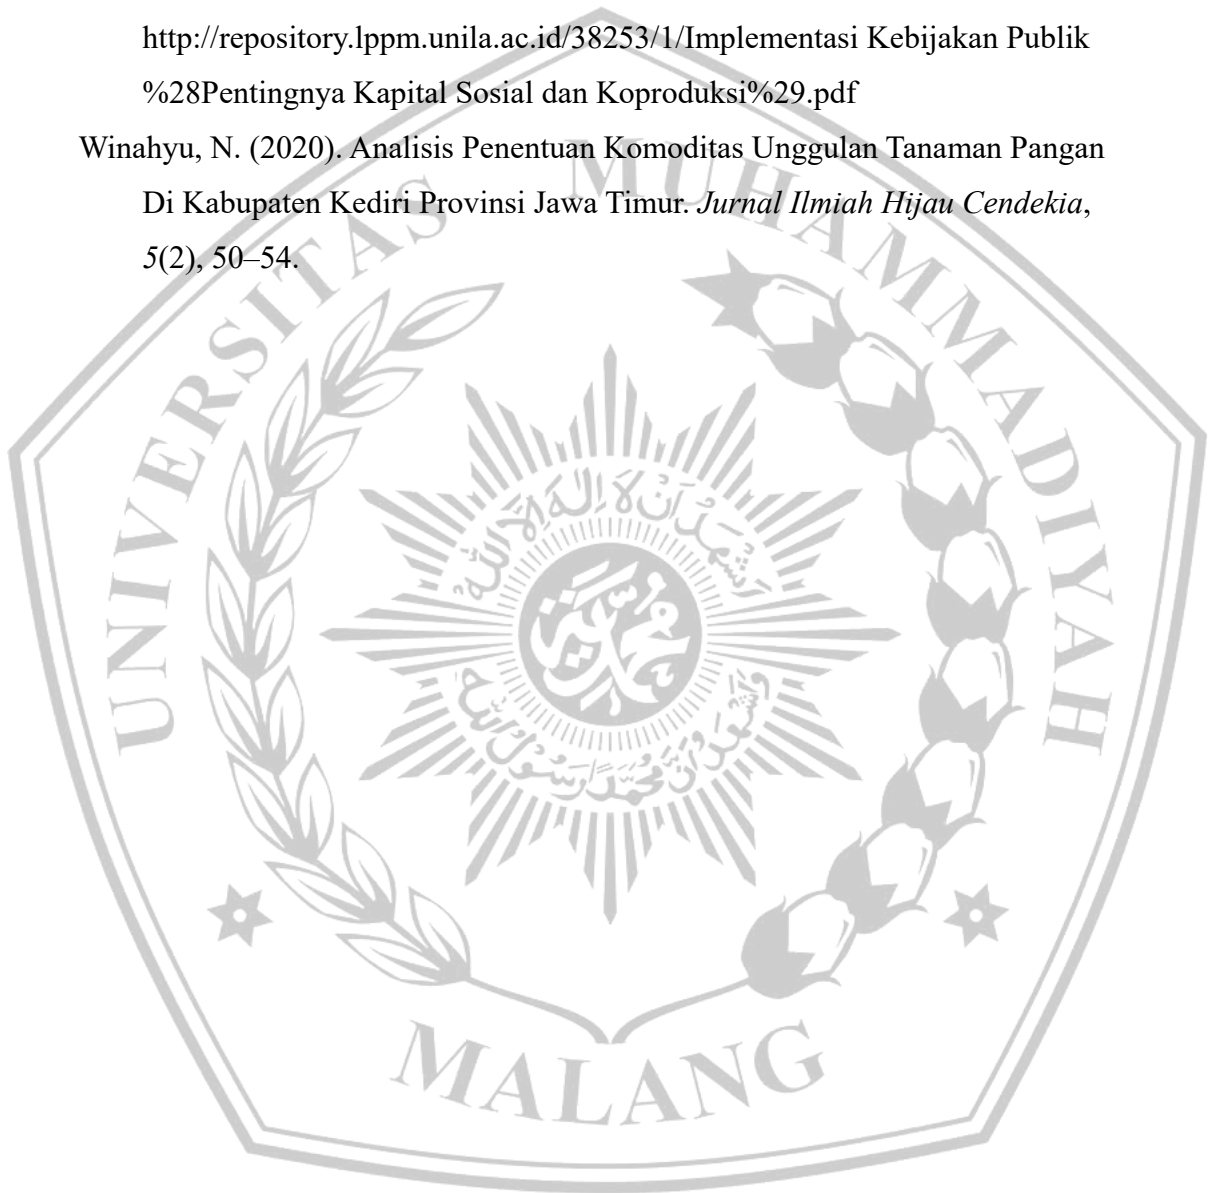 http://repository.lppm.unila.ac.id/38253/1/Implementasi Kebijakan Publik
%28Pentingnya Kapital Sosial dan Koproduksi%29.pdf
Winahyu, N. (2020). Analisis Penentuan Komoditas Unggulan Tanaman Pangan
Di Kabupaten Kediri Provinsi Jawa Timur. Jurnal Ilmiah Hijau Cendekia,
5(2), 50–54.
UNIVERSITAS MUHAMMADIYAH
MALANG